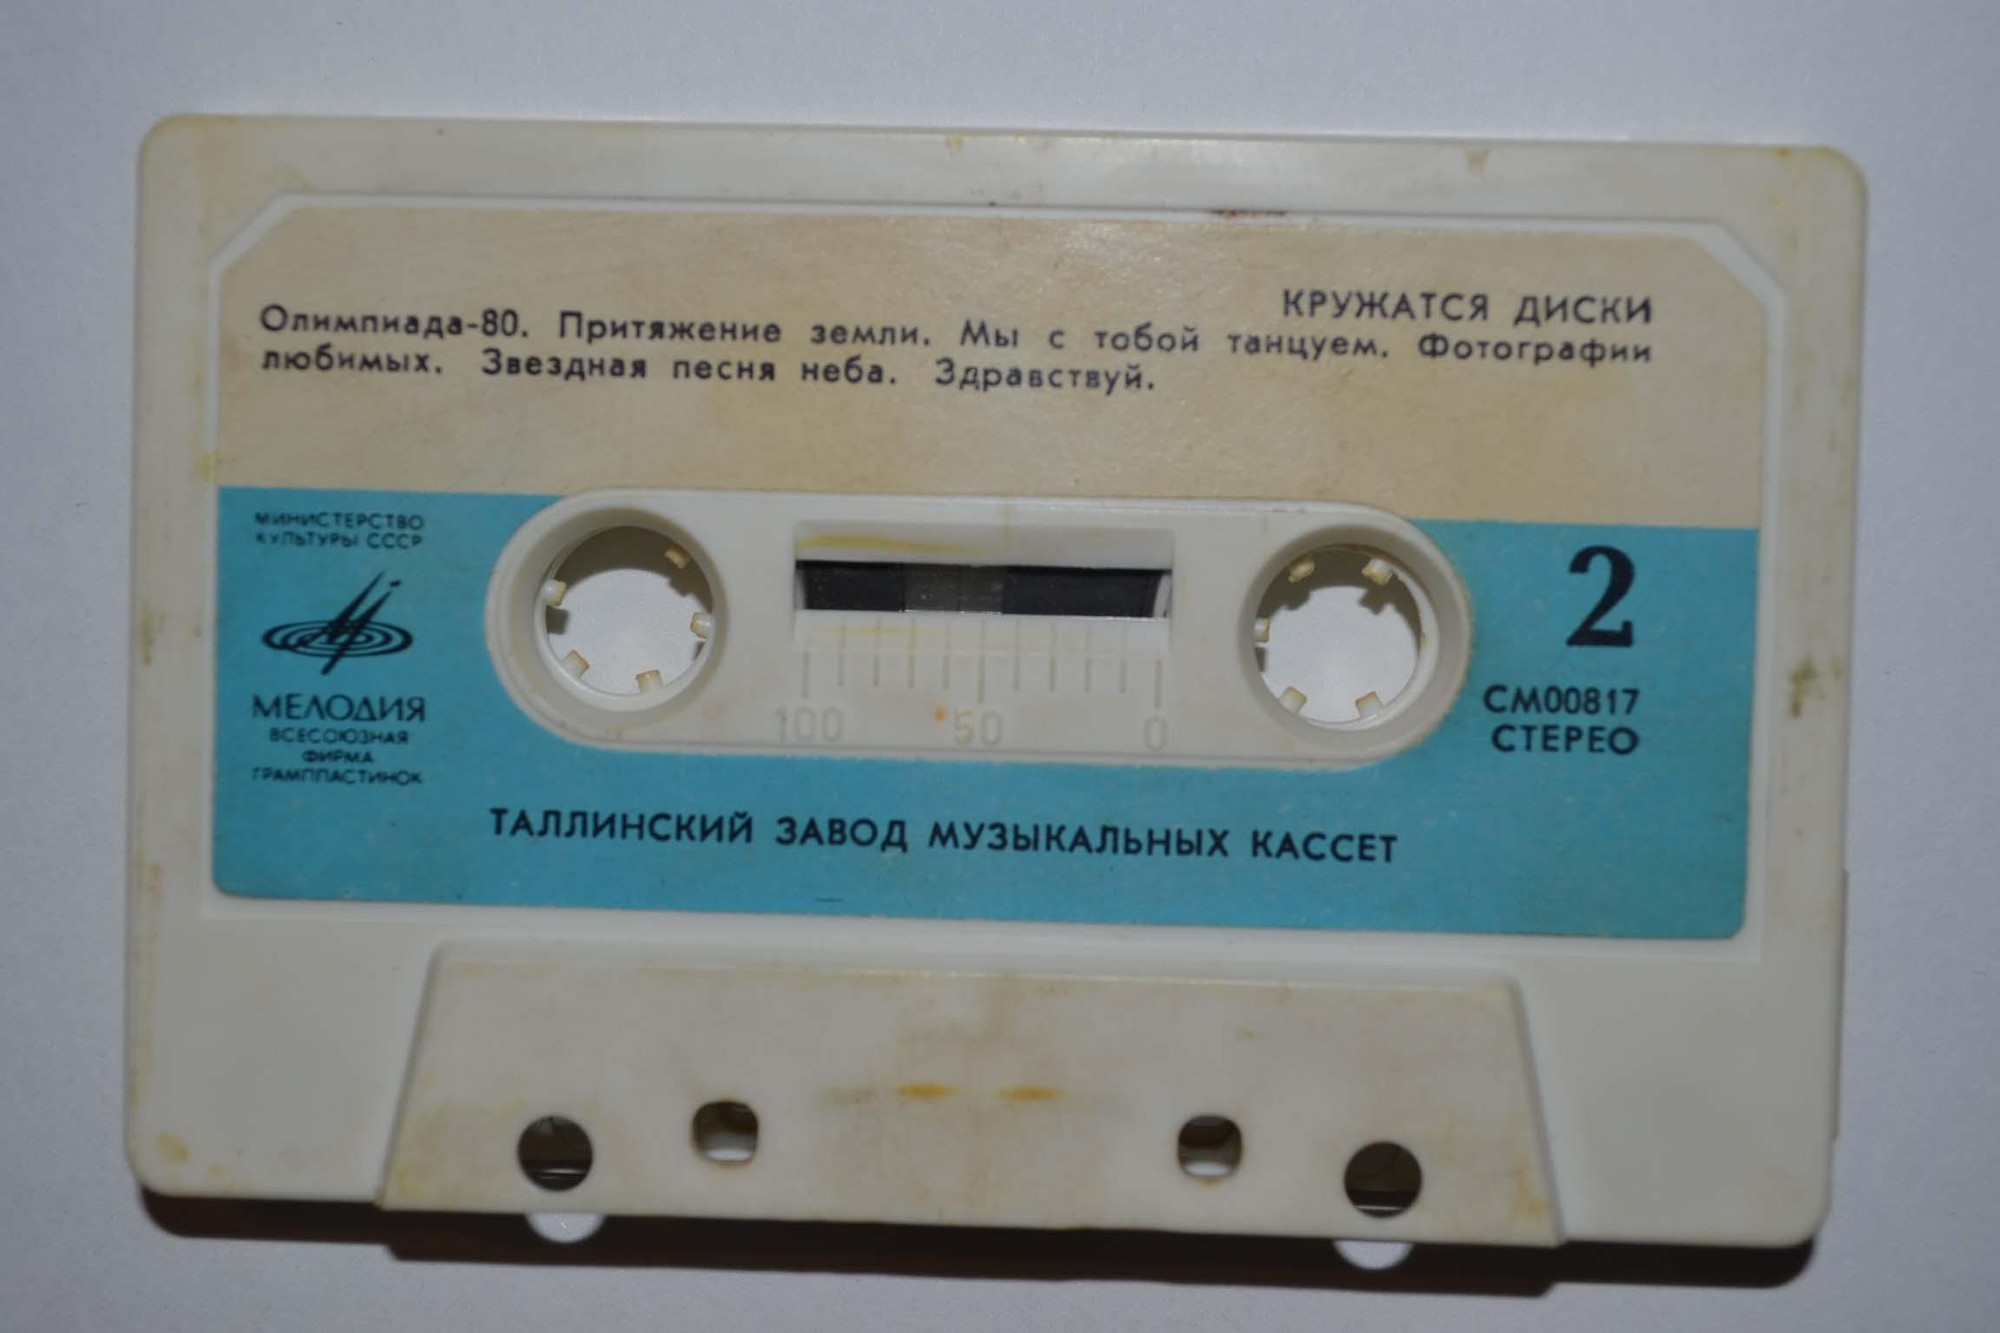 КРУЖАТСЯ ДИСКИ
Олимпиада-80. Притяжение земли. Мы с тобой танцуем. Фотографии
любимых. Звездная песня неба. Здравствуй.
МИНИСТЕРСТВО
КУЛЬТУРЫ СССР
МЕЛОДИЯ
ВСЕСОЮЗНАЯ
ФИРМА
ГРАМПЛАСТИНОК
2
СМ00817
СТЕРЕО
100 50 0
ТАЛЛИНСКИЙ ЗАВОД МУЗЫКАЛЬНЫХ КАССЕТ